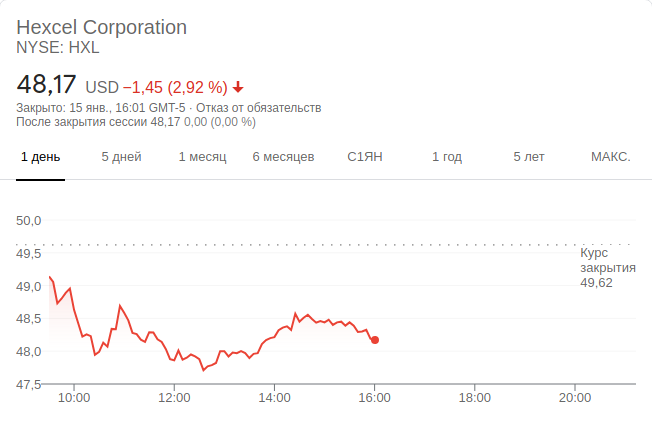 Hexcel Corporation
NYSE: HXL
48,17 USD −1,45 (2,92 %)
Закрыто: 15 янв., 16:01 GMT-5 · Отказ от обязательств
После закрытия сессии 48,17 0,00 (0,00 %)
1 день 5 дней 1 месяц 6 месяцев С1ЯН 1 год 5 лет МАКС.
50,0
49,5
Курс
закрытия
49,62
49,0
48,5
48,0
47,5
10:00 12:00 14:00 16:00 18:00 20:00